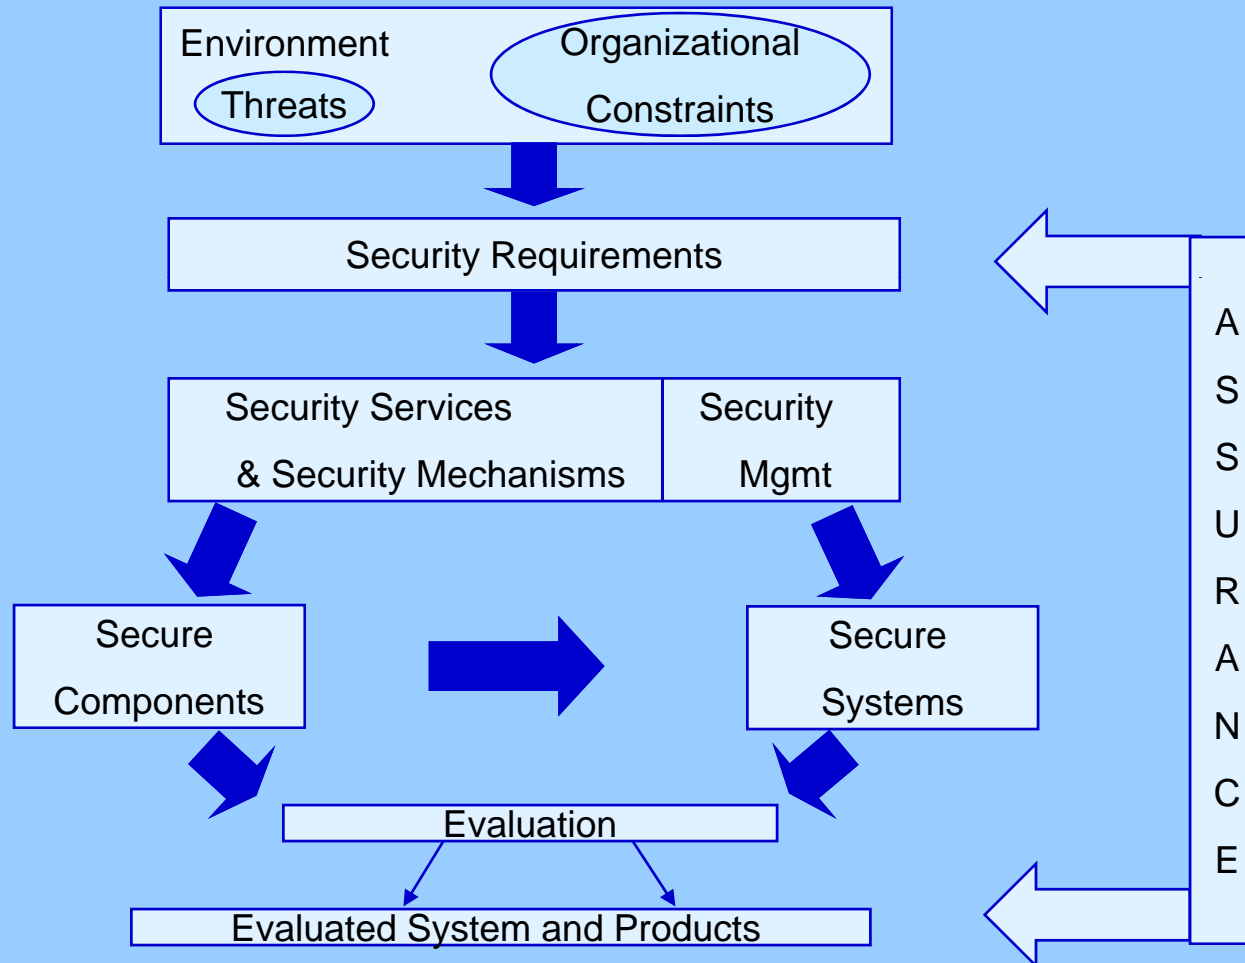 Environment
Threats
Organizational
Constraints
Security Requirements
Security Services
& Security Mechanisms
Security
Mgmt
Secure
Components
Secure
Systems
Evaluation
Evaluated System and Products
A
S
S
U
R
A
N
C
E